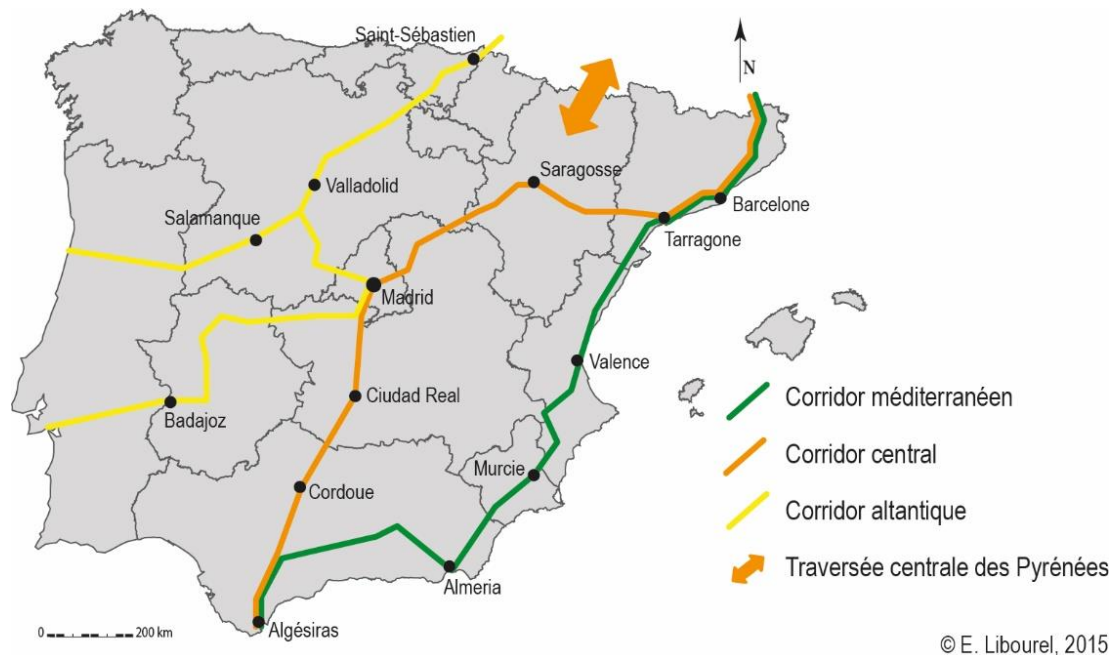 Saint-Sébastien
N
Saragosse
Valladolid
Barcelone
Salamanque
Tarragone
Madrid
Valence
Ciudad Real
Badajoz
Corridor méditerranéen
Corridor central
Murcie
Cordoue
Corridor altantique
Traversée centrale des Pyrénées
Almeria
Algésiras
0 200 km
© E. Libourel, 2015